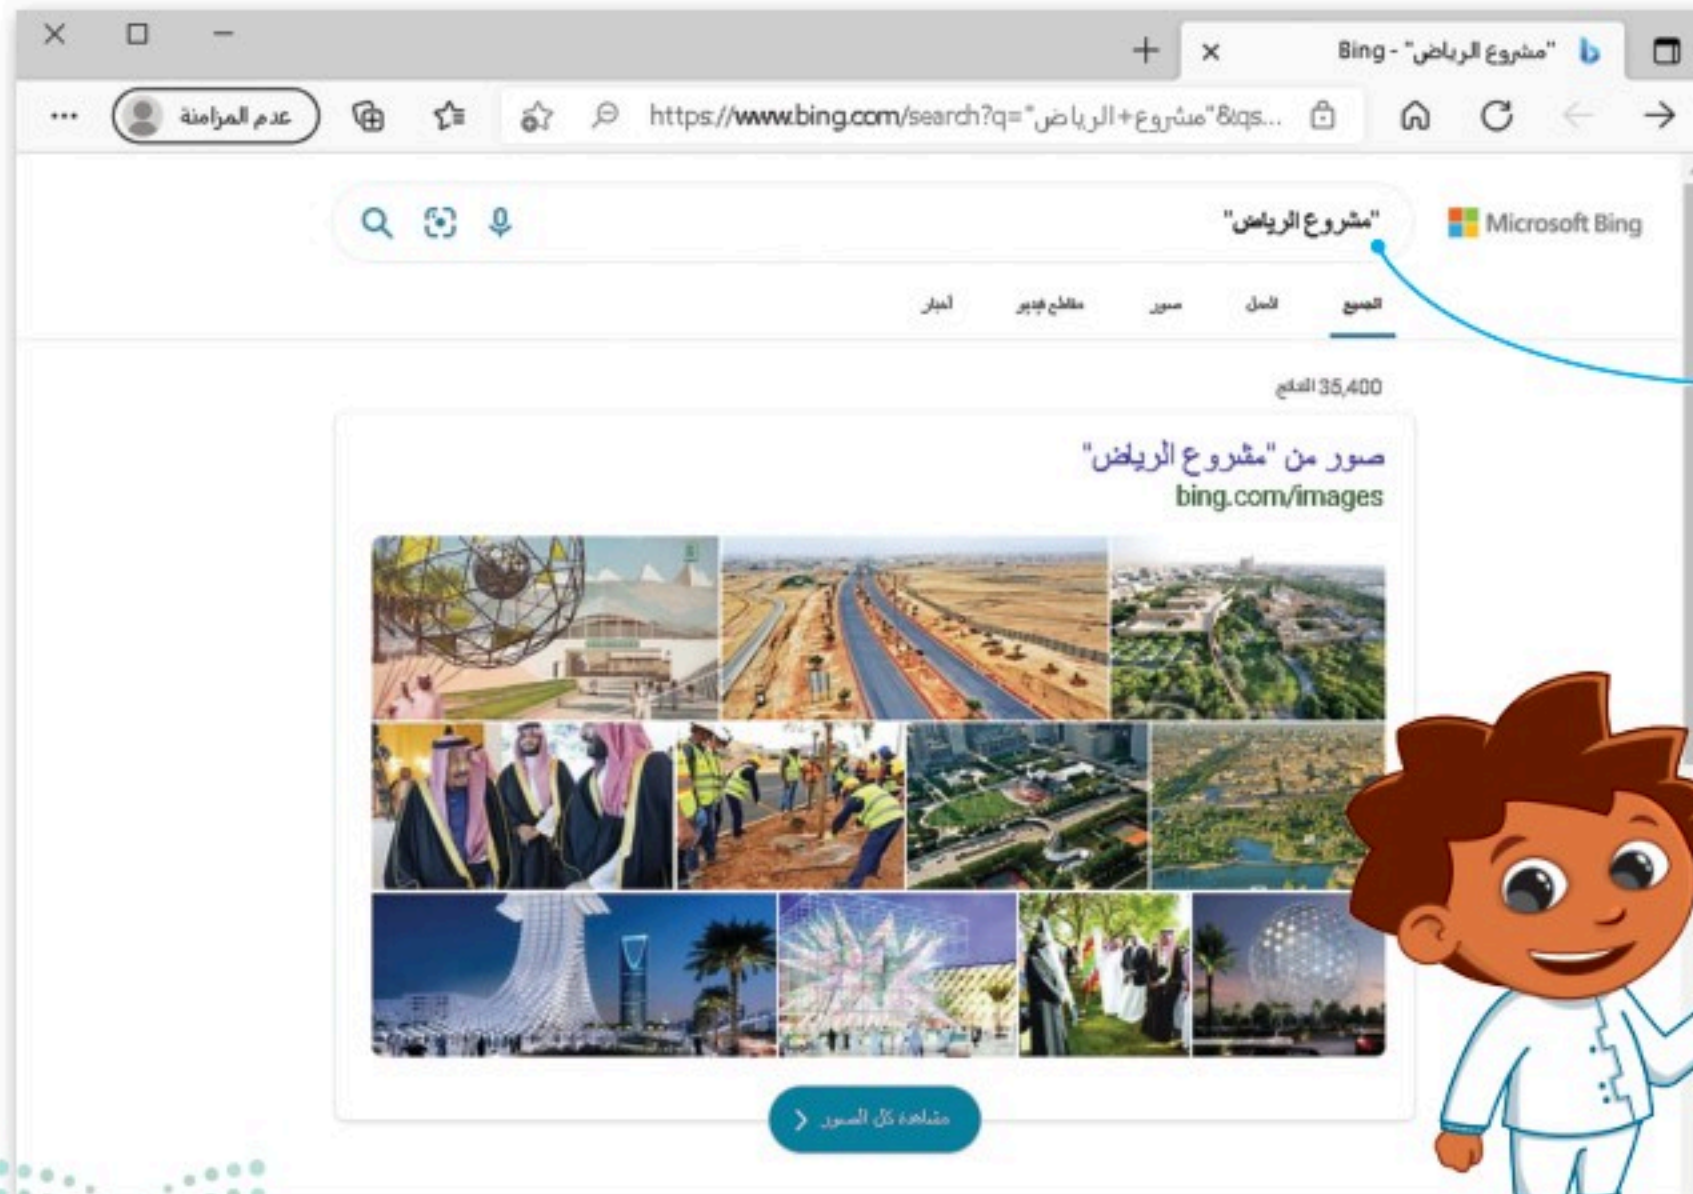 "مشروع الرياض" - Bing
https://www.bing.com/search?q="مشروع+الرياض"&qs...
عدم المزامنة
Microsoft Bing
"مشروع الرياض"
الجميع العمل صور مقاطع فيديو أخبار
35,400 النتائج
صور من "مشروع الرياض"
bing.com/images
مشاهدة كل الصور